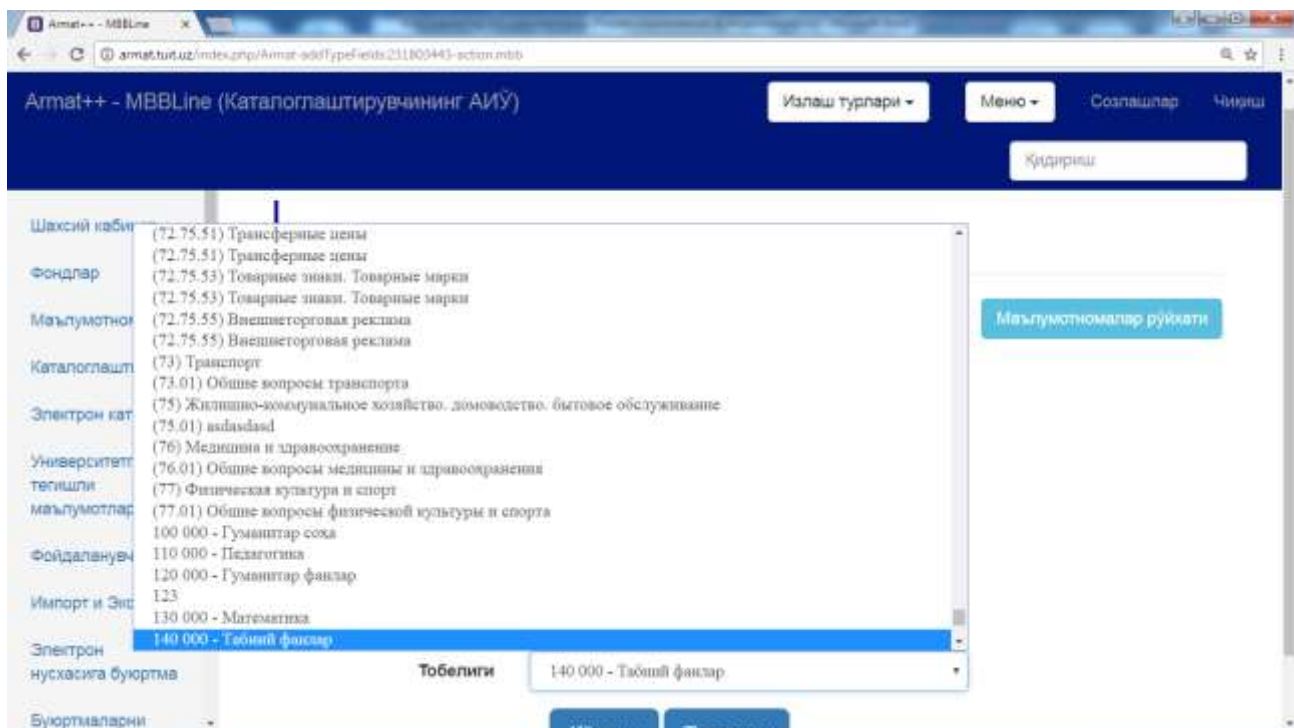 Armat++ - MBBLine
armat.tuit.uz/index.php/Armat-addTypeFields:231803443-action.mbb
Armat++ - MBBLine (Каталоглаштирувчининг АИЎ)
Излаш турлари
Меню
Созлашлар
Чиқиш
Қидириш
Шахсий кабин
Фондлар
Маълумотном
Каталоглашти
Электрон кат
Университетг
тегишли
маълумотлар
Фойдаланувч
Импорт и Экс
Электрон
нусхасига буюртма
Буюртмаларни
(72.75.51) Трансферные цены
(72.75.51) Трансферные цены
(72.75.53) Товарные знаки. Товарные марки
(72.75.53) Товарные знаки. Товарные марки
(72.75.55) Внешнеторговая реклама
(72.75.55) Внешнеторговая реклама
(73) Транспорт
(73.01) Общие вопросы транспорта
(75) Жилищно-коммунальное хозяйство. домоводство. бытовое обслуживание
(75.01) asdasdasd
(76) Медицина и здравоохранение
(76.01) Общие вопросы медицины и здравоохранения
(77) Физическая культура и спорт
(77.01) Общие вопросы физической культуры и спорта
100 000 - Гуманитар соҳа
110 000 - Педагогика
120 000 - Гуманитар фанлар
123
130 000 - Математика
140 000 - Табиий фанлар
Маълумотномалар рўйхати
Тобелиги
140 000 - Табиий фанлар